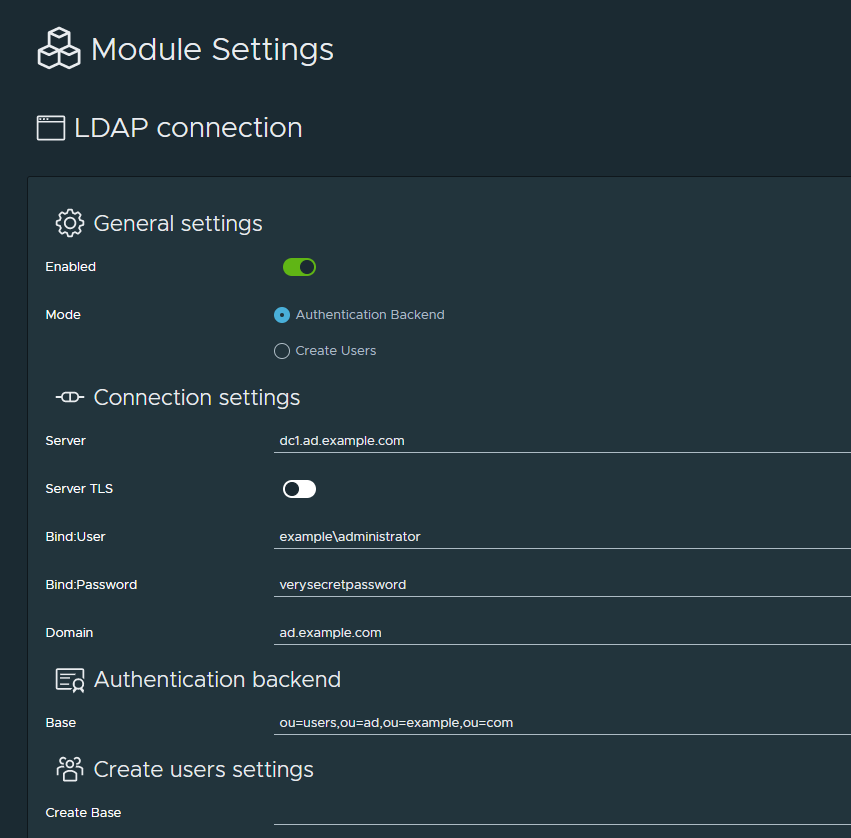 Module Settings
LDAP connection
General settings
Enabled
Mode
Authentication Backend
Create Users
Connection settings
Server
dc1.ad.example.com
Server TLS
Bind:User
example\administrator
Bind:Password
verysecretpassword
Domain
ad.example.com
Authentication backend
Base
ou=users,ou=ad,ou=example,ou=com
Create users settings
Create Base